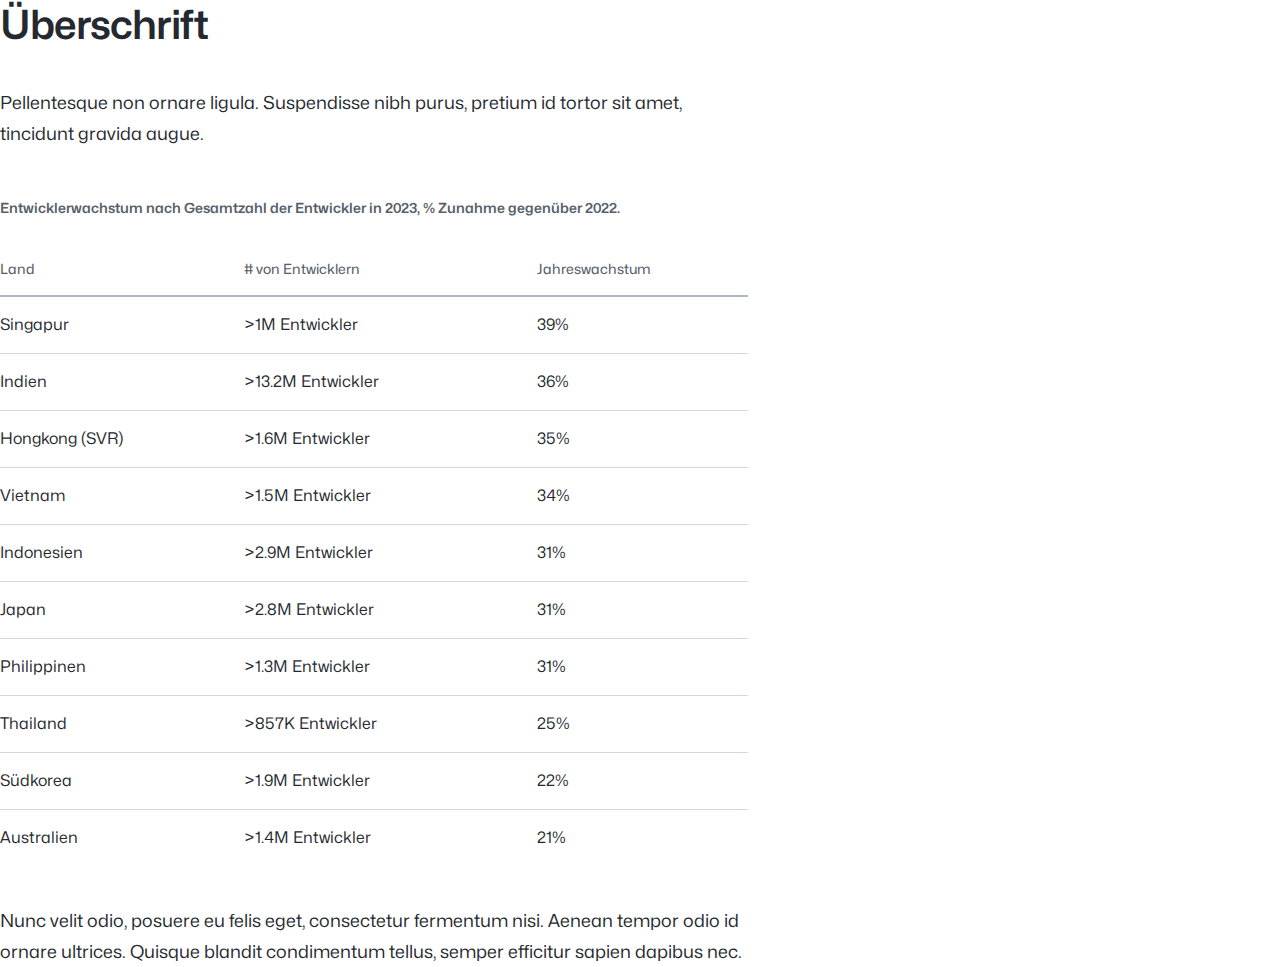 Überschrift
Pellentesque non ornare ligula. Suspendisse nibh purus, pretium id tortor sit amet,
tincidunt gravida augue.
Entwicklerwachstum nach Gesamtzahl der Entwickler in 2023, % Zunahme gegenüber 2022.
Land # von Entwicklern Jahreswachstum
Singapur >1M Entwickler 39%
Indien >13.2M Entwickler 36%
Hongkong (SVR) >1.6M Entwickler 35%
Vietnam >1.5M Entwickler 34%
Indonesien >2.9M Entwickler 31%
Japan >2.8M Entwickler 31%
Philippinen >1.3M Entwickler 31%
Thailand >857K Entwickler 25%
Südkorea >1.9M Entwickler 22%
Australien >1.4M Entwickler 21%
Nunc velit odio, posuere eu felis eget, consectetur fermentum nisi. Aenean tempor odio id
ornare ultrices. Quisque blandit condimentum tellus, semper efficitur sapien dapibus nec.